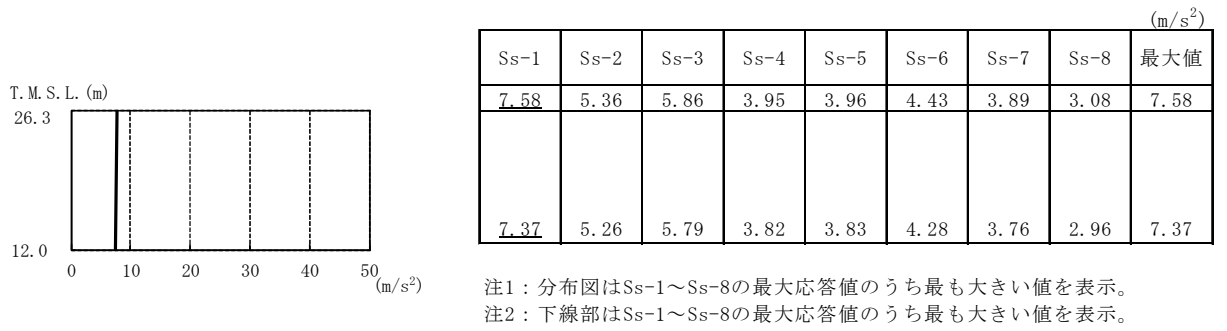 (m/s²)
Ss-1 Ss-2 Ss-3 Ss-4 Ss-5 Ss-6 Ss-7 Ss-8 最大値
7.58 5.36 5.86 3.95 3.96 4.43 3.89 3.08 7.58
7.37 5.26 5.79 3.82 3.83 4.28 3.76 2.96 7.37
T.M.S.L.(m)
26.3
12.0
0 10 20 30 40 50
(m/s²)
注1：分布図はSs-1～Ss-8の最大応答値のうち最も大きい値を表示。
注2：下線部はSs-1～Ss-8の最大応答値のうち最も大きい値を表示。